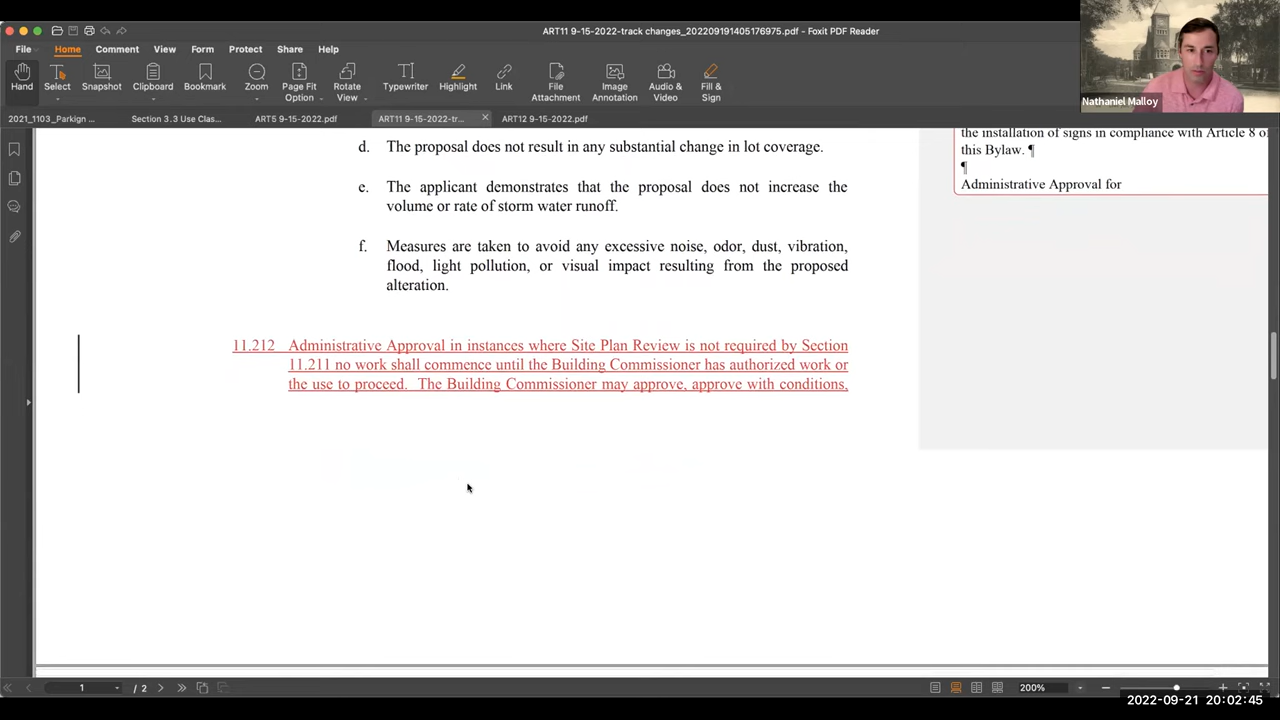 ART11 9-15-2022-track changes_202209191405176975.pdf - Foxit PDF Reader
File Home Comment View Form Protect Share Help
Hand Select Snapshot Clipboard Bookmark Zoom Page Fit Option Rotate View Typewriter Highlight Link File Attachment Image Annotation Audio & Video Fill & Sign
Nathaniel Malloy
2021_1103_Parkign ... Section 3.3 Use Clas... ART5 9-15-2022.pdf ART11 9-15-2022-tr... ART12 9-15-2022.pdf
the installation of signs in compliance with Article 8 o
this Bylaw. ¶
¶
Administrative Approval for
d. The proposal does not result in any substantial change in lot coverage.
e. The applicant demonstrates that the proposal does not increase the
volume or rate of storm water runoff.
f. Measures are taken to avoid any excessive noise, odor, dust, vibration,
flood, light pollution, or visual impact resulting from the proposed
alteration.
11.212 Administrative Approval in instances where Site Plan Review is not required by Section
11.211 no work shall commence until the Building Commissioner has authorized work or
the use to proceed. The Building Commissioner may approve, approve with conditions,
1 / 2 200%
2022-09-21 20:02:45